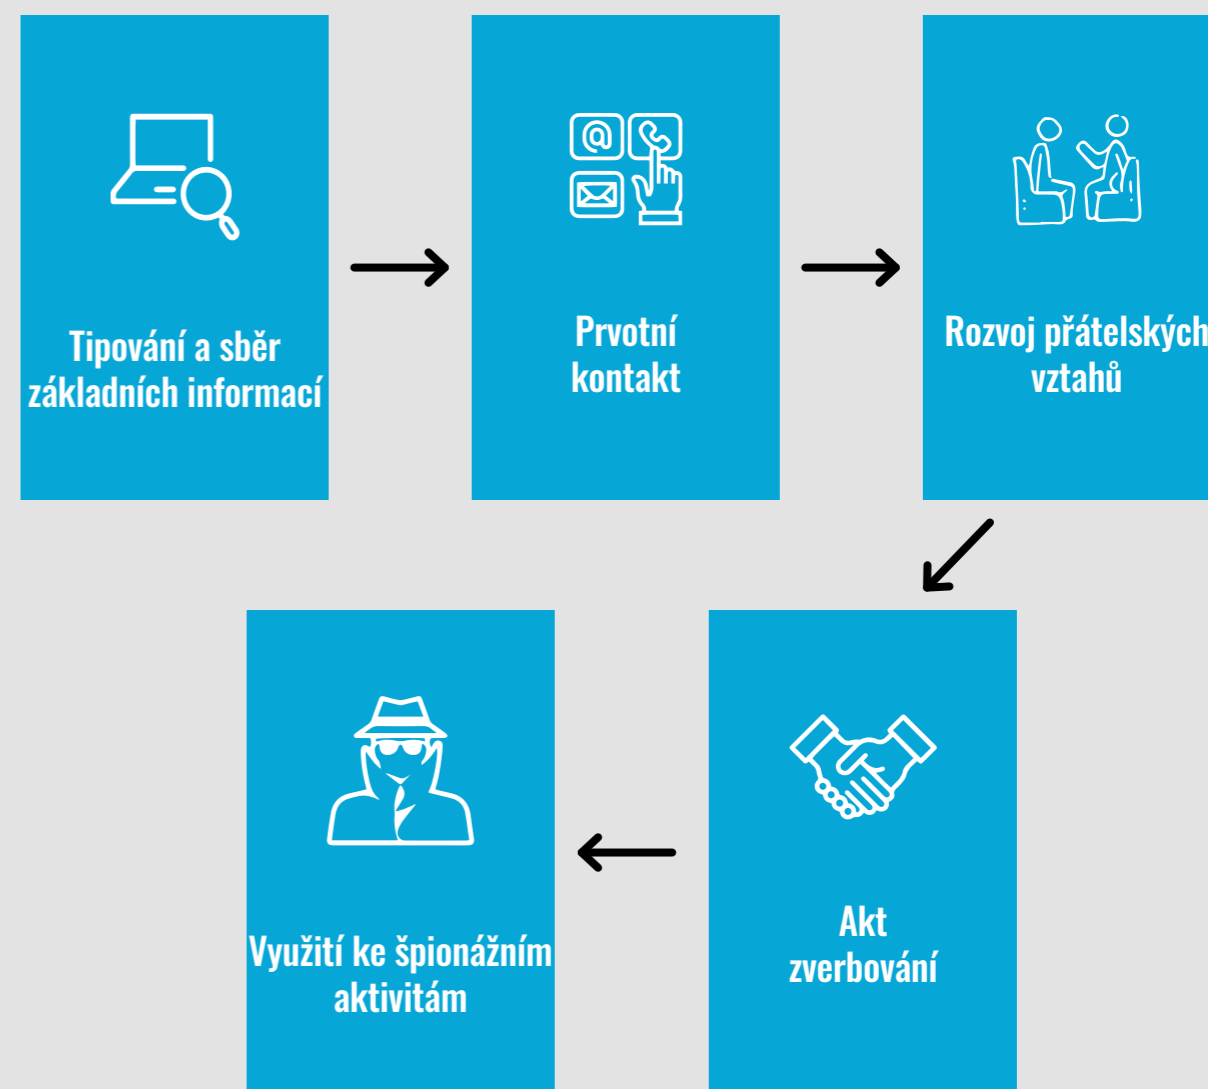 Tipování a sběr
základních informací
@
Prvotní
kontakt
Rozvoj přátelských
vztahů
Akt
zverbování
Využití ke špionážním
aktivitám